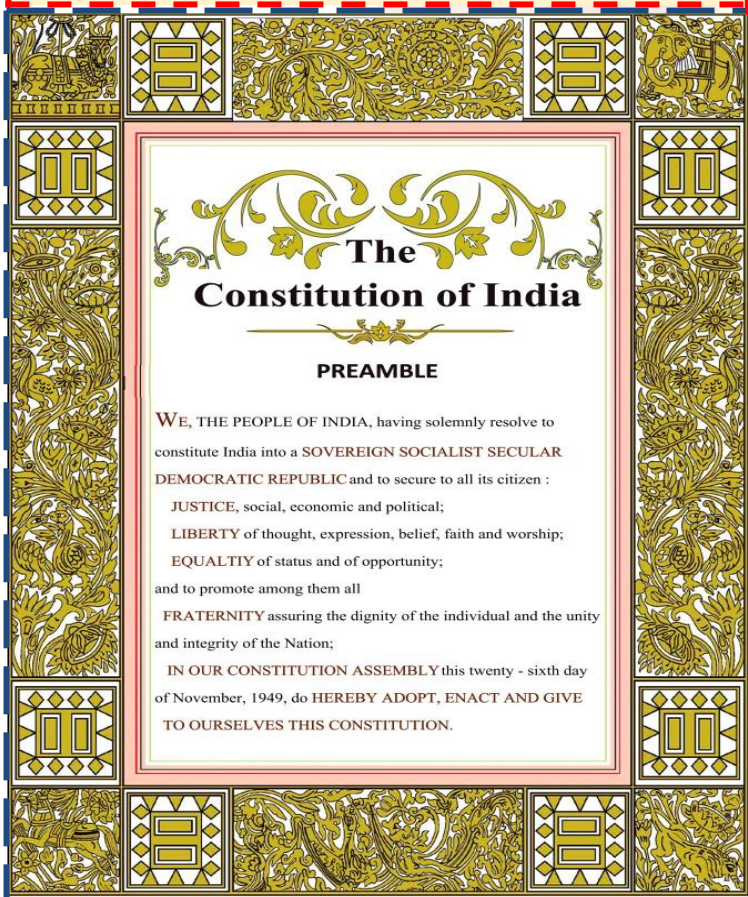 The
Constitution of India
PREAMBLE
WE, THE PEOPLE OF INDIA, having solemnly resolve to
constitute India into a SOVEREIGN SOCIALIST SECULAR
DEMOCRATIC REPUBLIC and to secure to all its citizen :
JUSTICE, social, economic and political;
LIBERTY of thought, expression, belief, faith and worship;
EQUALTIY of status and of opportunity;
and to promote among them all
FRATERNITY assuring the dignity of the individual and the unity
and integrity of the Nation;
IN OUR CONSTITUTION ASSEMBLY this twenty - sixth day
of November, 1949, do HEREBY ADOPT, ENACT AND GIVE
TO OURSELVES THIS CONSTITUTION.